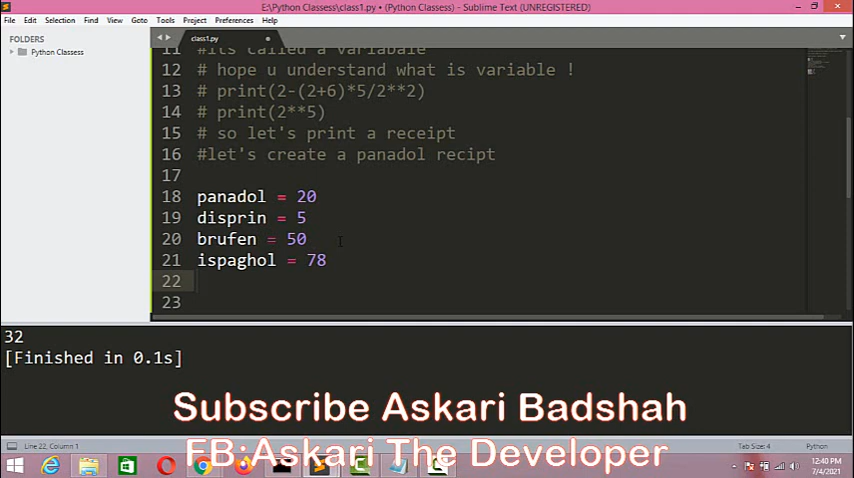 E:\Python Classess\class1.py • (Python Classess) - Sublime Text (UNREGISTERED)
File Edit Selection Find View Goto Tools Project Preferences Help
FOLDERS
Python Classess
class1.py
11 #its called a variabale
12 # hope u understand what is variable !
13 # print(2-(2+6)*5/2**2)
14 # print(2**5)
15 # so let's print a receipt
16 #let's create a panadol recipt
17
18 panadol = 20
19 disprin = 5
20 brufen = 50
21 ispaghol = 78
22
23
32
[Finished in 0.1s]
Subscribe Askari Badshah
FB:Askari The Developer
Line 22, Column 1
Tab Size: 4
Python
12:40 PM
7/4/2021